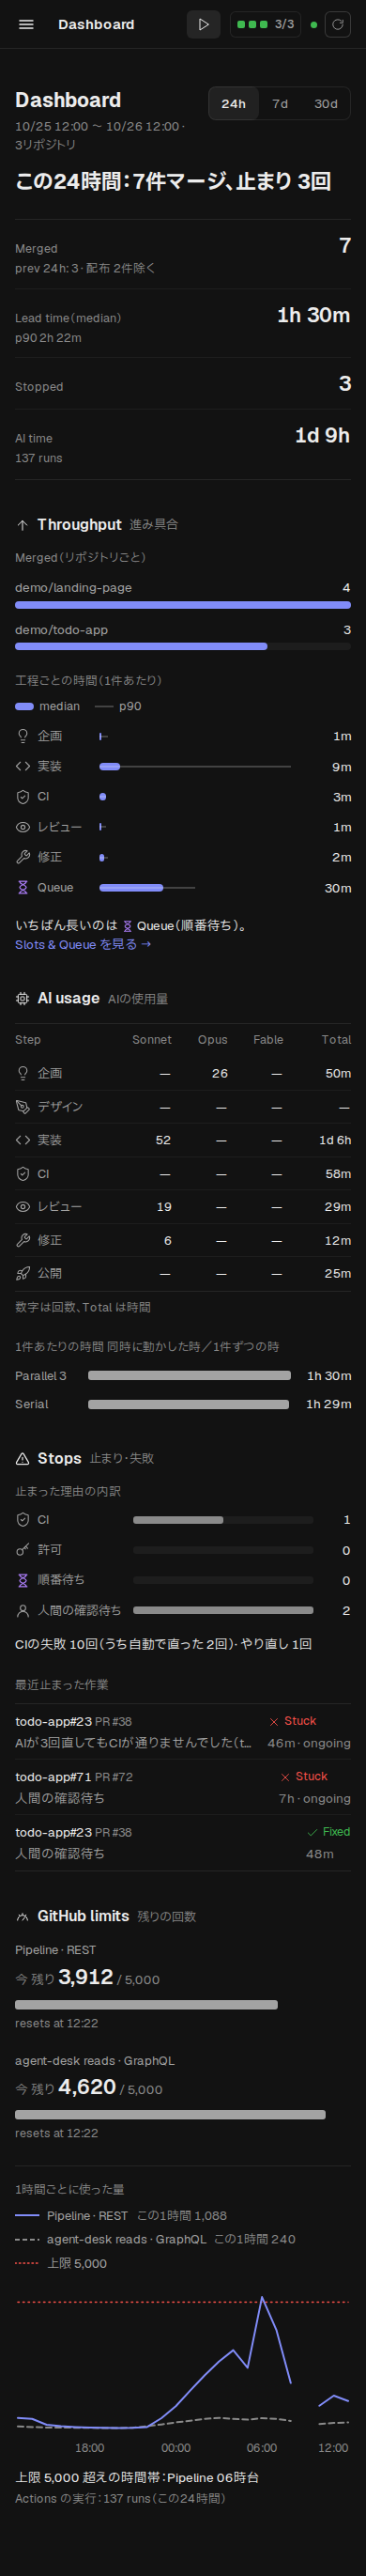 Dashboard
3/3
Dashboard
24h 7d 30d
10/25 12:00 〜 10/26 12:00 ·
3リポジトリ
この24時間：7件マージ、止まり 3回
Merged 7
prev 24h: 3 · 配布 2件除く
Lead time（median） 1h 30m
p90 2h 22m
Stopped 3
AI time 1d 9h
137 runs
Throughput 進み具合
Merged（リポジトリごと）
demo/landing-page 4
demo/todo-app 3
工程ごとの時間（1件あたり）
median p90
企画 1m
実装 9m
CI 3m
レビュー 1m
修正 2m
Queue 30m
いちばん長いのは Queue（順番待ち）。
Slots & Queue を見る →
AI usage AIの使用量
Step Sonnet Opus Fable Total
企画 — 26 — 50m
デザイン — — — —
実装 52 — — 1d 6h
CI — — — 58m
レビュー 19 — — 29m
修正 6 — — 12m
公開 — — — 25m
数字は回数、Total は時間
1件あたりの時間 同時に動かした時／1件ずつの時
Parallel 3 1h 30m
Serial 1h 29m
Stops 止まり・失敗
止まった理由の内訳
CI 1
許可 0
順番待ち 0
人間の確認待ち 2
CIの失敗 10回（うち自動で直った 2回）· やり直し 1回
最近止まった作業
todo-app#23 PR #38 Stuck
AIが3回直してもCIが通りませんでした（t… 46m · ongoing
todo-app#71 PR #72 Stuck
人間の確認待ち 7h · ongoing
todo-app#23 PR #38 Fixed
人間の確認待ち 48m
GitHub limits 残りの回数
Pipeline · REST
今 残り 3,912 / 5,000
resets at 12:22
agent-desk reads · GraphQL
今 残り 4,620 / 5,000
resets at 12:22
1時間ごとに使った量
Pipeline · REST この1時間 1,088
agent-desk reads · GraphQL この1時間 240
上限 5,000
18:00 00:00 06:00 12:00
上限 5,000 超えの時間帯：Pipeline 06時台
Actions の実行：137 runs（この24時間）